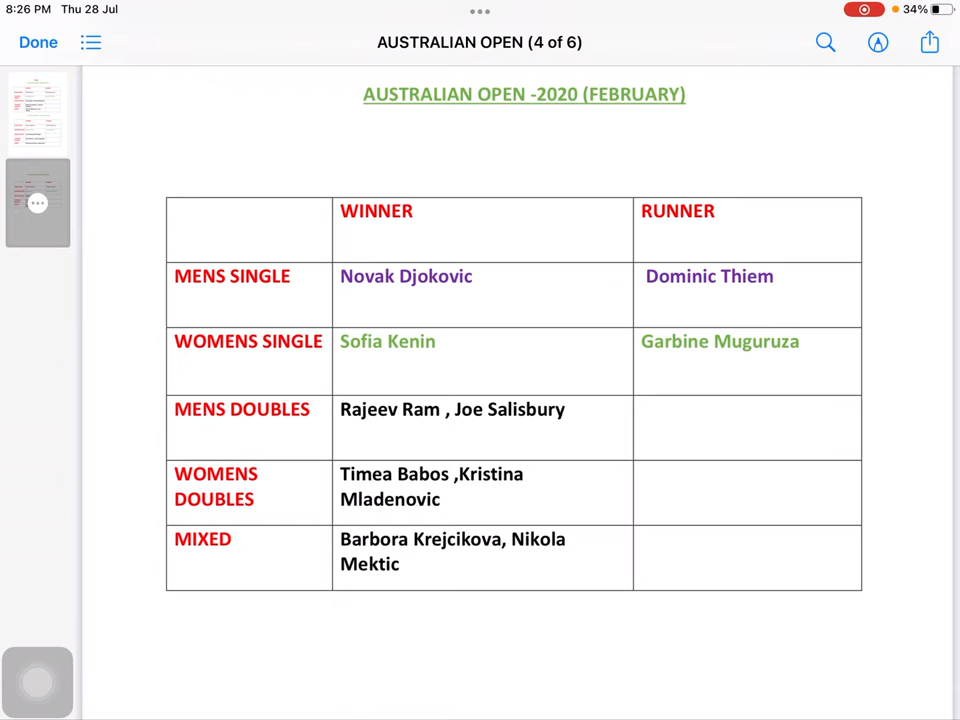 8:26 PM Thu 28 Jul
34%
Done
AUSTRALIAN OPEN (4 of 6)
AUSTRALIAN OPEN -2020 (FEBRUARY)
WINNER RUNNER
MENS SINGLE Novak Djokovic Dominic Thiem
WOMENS SINGLE Sofia Kenin Garbine Muguruza
MENS DOUBLES Rajeev Ram , Joe Salisbury
WOMENS Timea Babos ,Kristina
DOUBLES Mladenovic
MIXED Barbora Krejcikova, Nikola
Mektic